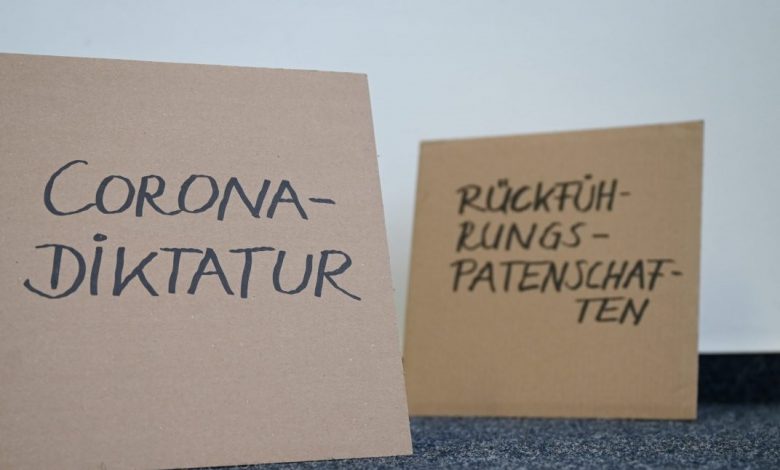 CORONA-
DIKTATUR
RÜCKFÜH-
RUNGS-
PATENSCHAF-
TEN